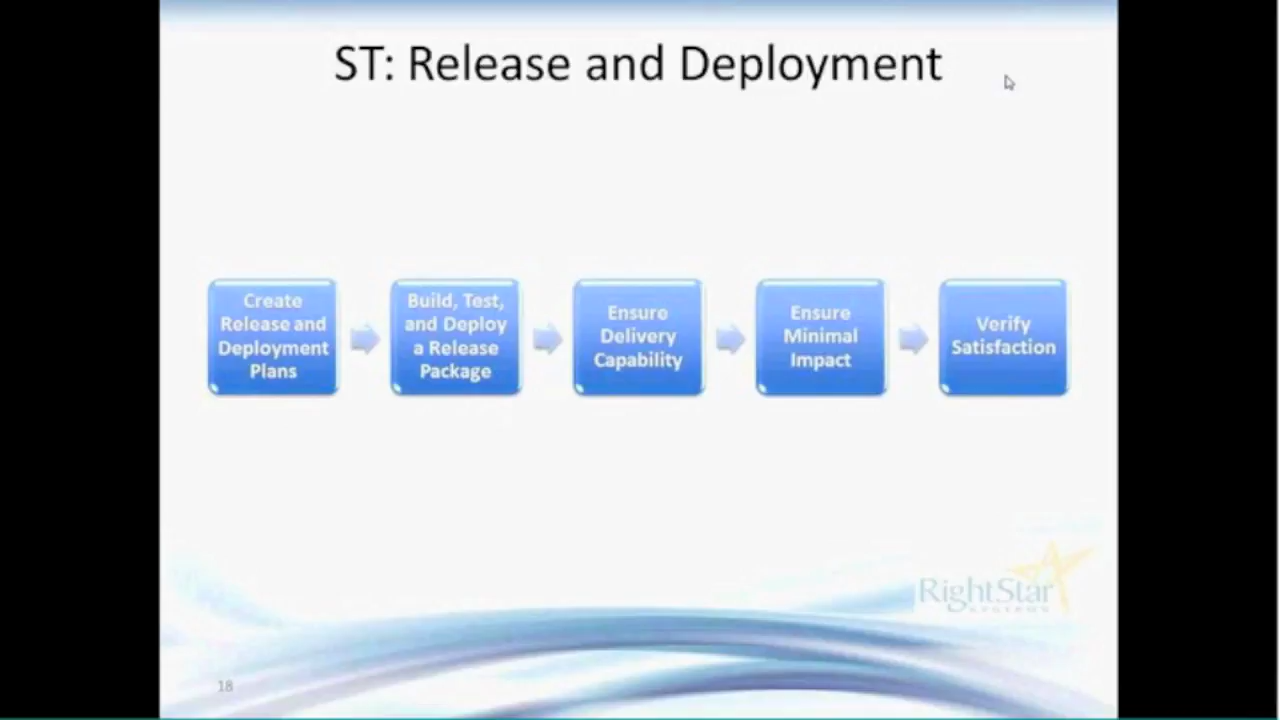 ST: Release and Deployment
Create
Release and
Deployment
Plans
Build, Test,
and Deploy
a Release
Package
Ensure
Delivery
Capability
Ensure
Minimal
Impact
Verify
Satisfaction
RightStar
SYSTEMS
18